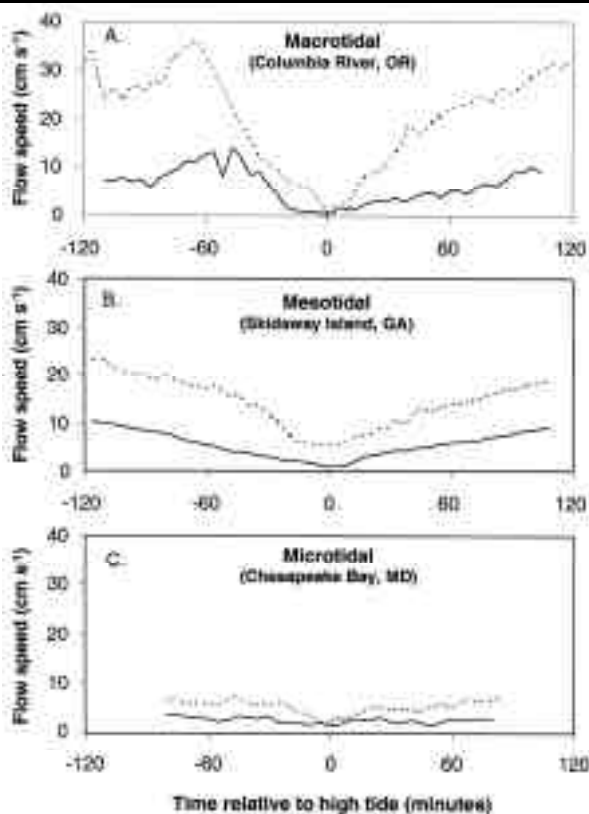 A.
Macrotidal
(Columbia River, OR)
Flow speed (cm s⁻¹)
40
30
20
10
0
-120
-60
0
60
120
B.
Mesotidal
(Skidaway Island, GA)
Flow speed (cm s⁻¹)
40
30
20
10
0
-120
-60
0
60
120
C.
Microtidal
(Chesapeake Bay, MD)
Flow speed (cm s⁻¹)
40
30
20
10
0
-120
-60
0
60
120
Time relative to high tide (minutes)